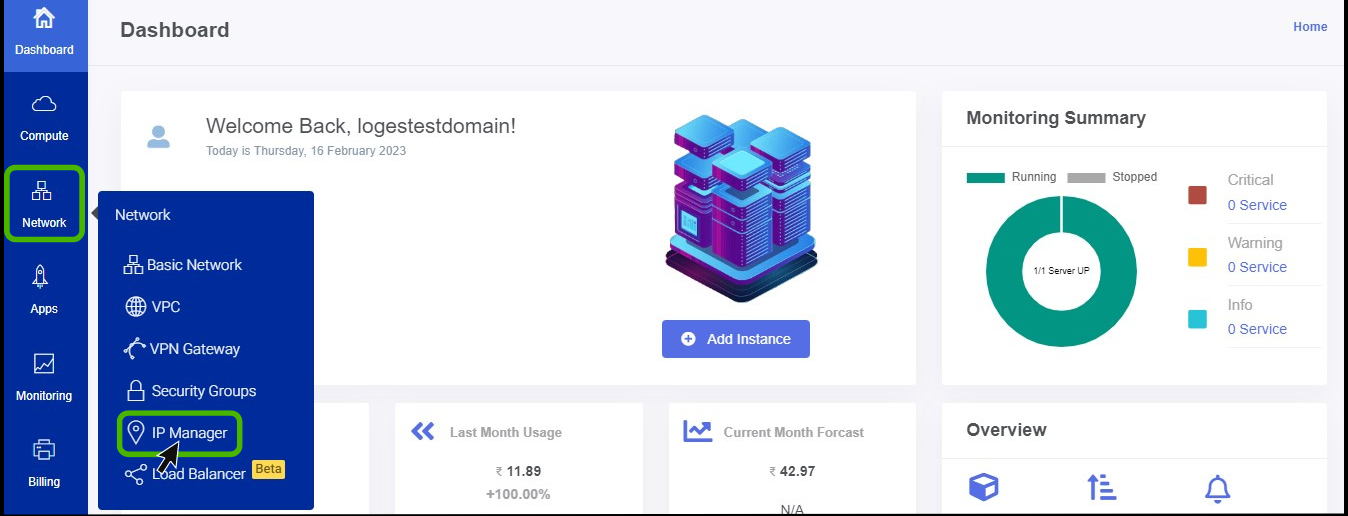 Dashboard
Compute
Network
Apps
Monitoring
Billing
Dashboard
Home
Welcome Back, logestestdomain!
Today is Thursday, 16 February 2023
Network
Basic Network
VPC
VPN Gateway
Security Groups
IP Manager
Load Balancer Beta
Add Instance
Monitoring Summary
Running Stopped
1/1 Server UP
Critical
0 Service
Warning
0 Service
Info
0 Service
Last Month Usage
₹ 11.89
+100.00%
Current Month Forcast
₹ 42.97
N/A
Overview